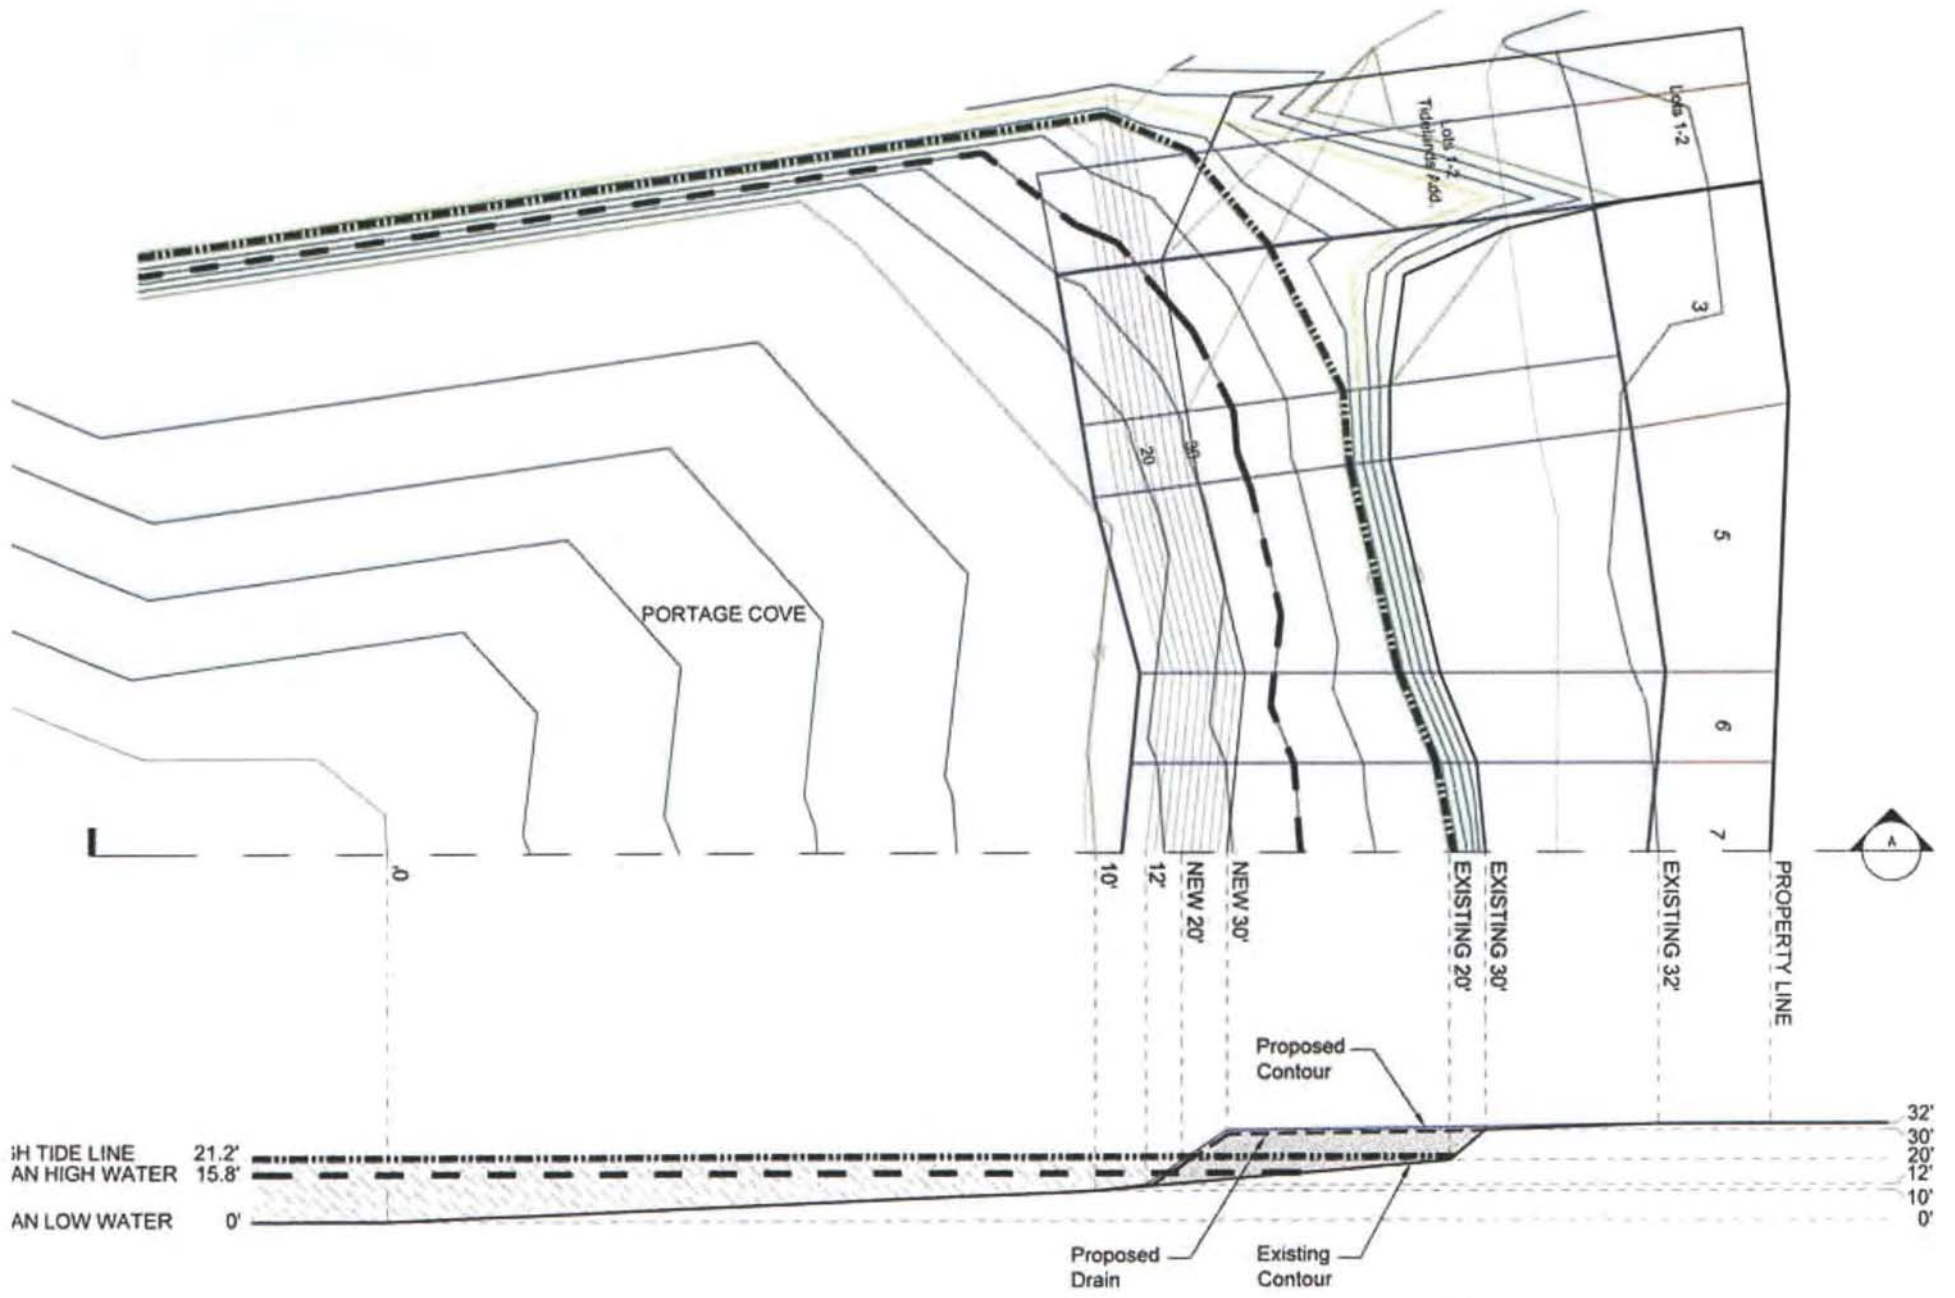 Lots 1-2
Tidelands Add.
Lots 1-2
3
20
30
5
PORTAGE COVE
6
7
A
0'
10'
12'
NEW 20'
NEW 30'
EXISTING 20'
EXISTING 30'
EXISTING 32'
PROPERTY LINE
Proposed
Contour
32'
30'
20'
12'
10'
0'
IH TIDE LINE 21.2'
AN HIGH WATER 15.8'
AN LOW WATER 0'
Proposed
Drain
Existing
Contour